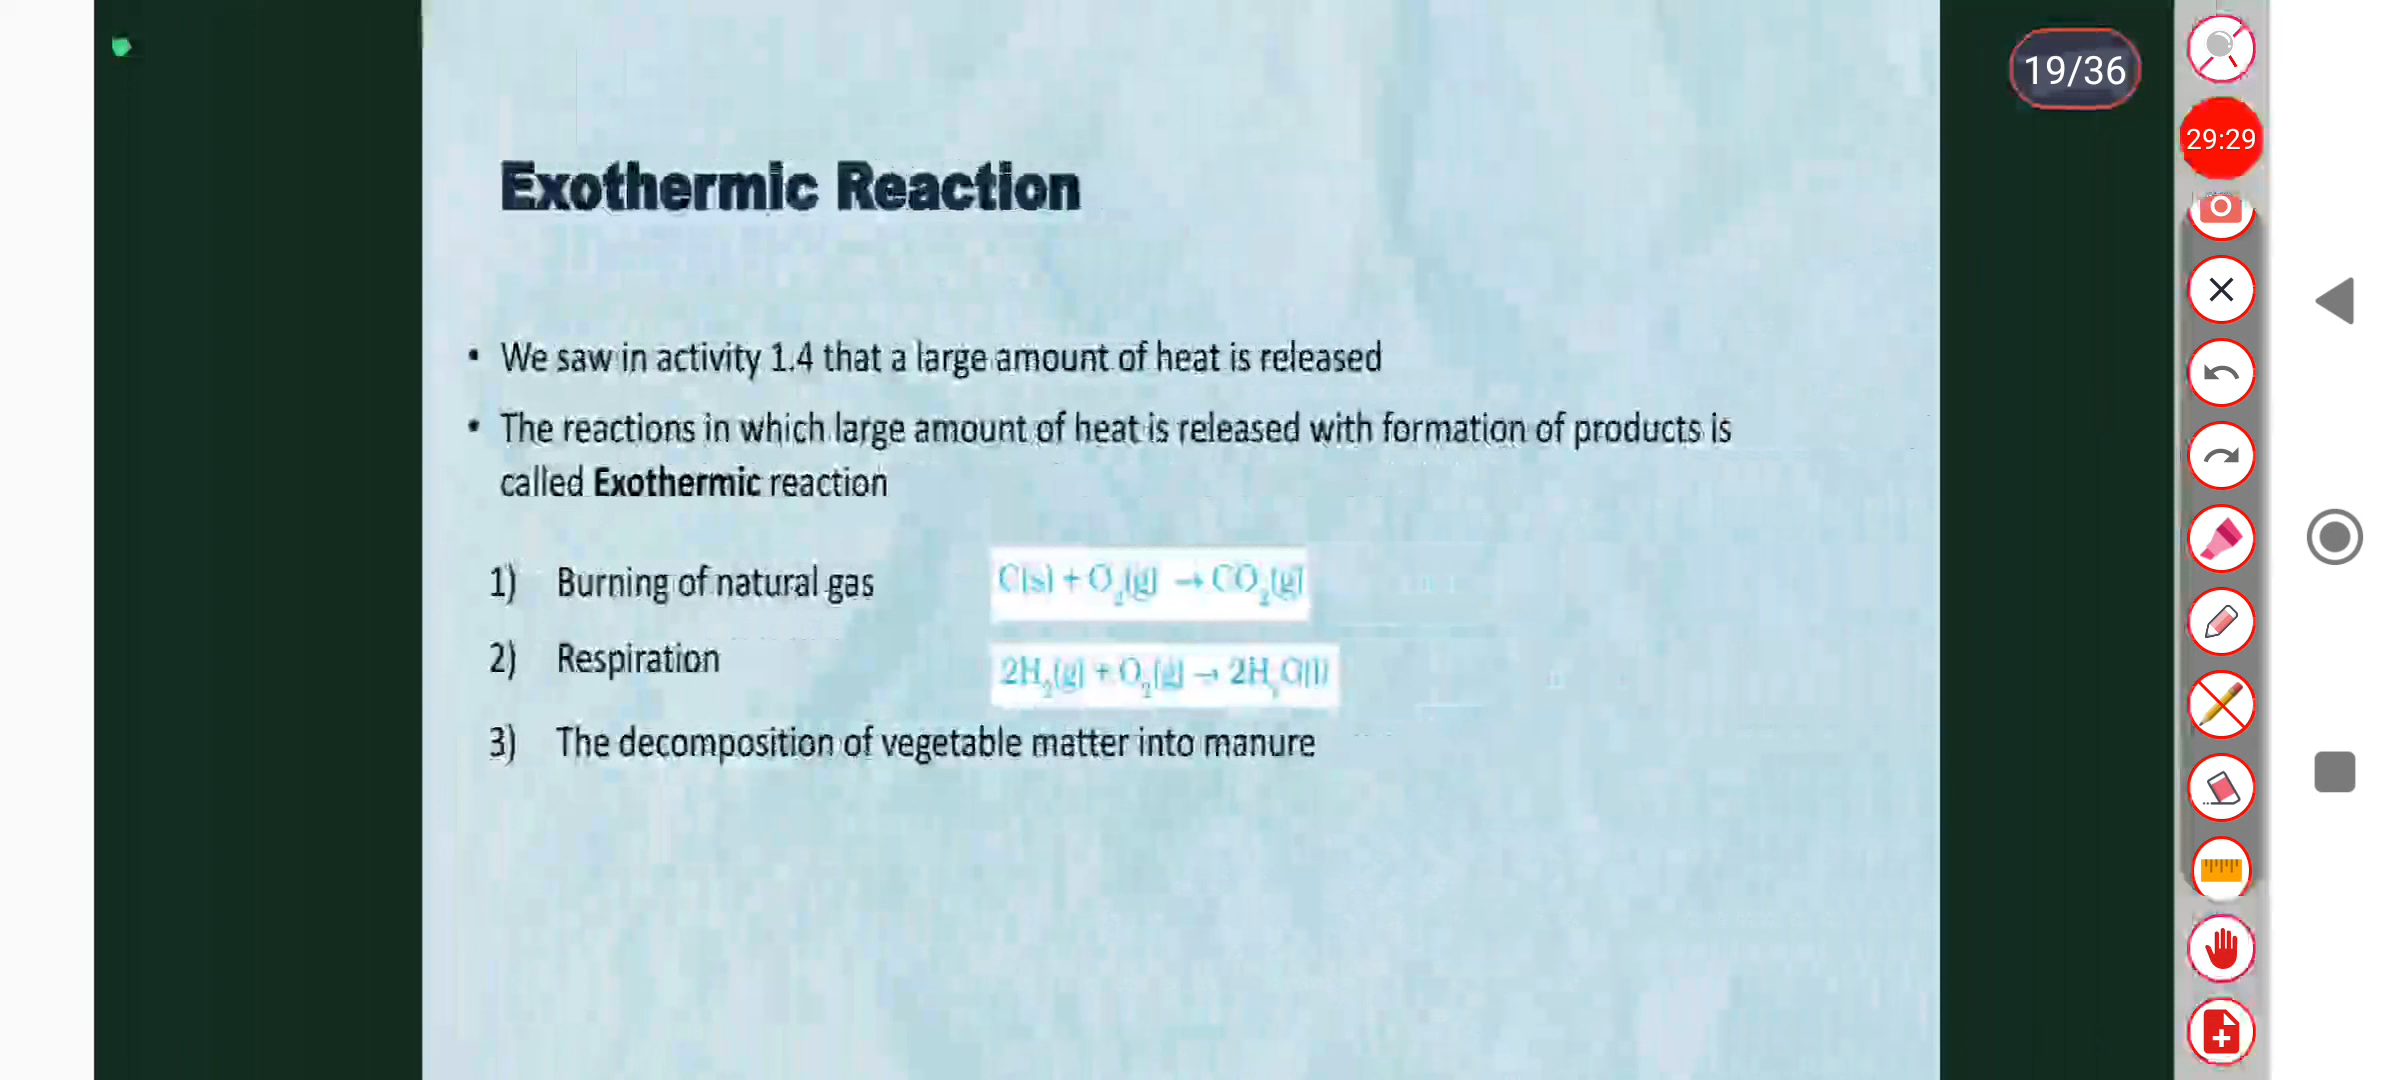 19/36
29:29
Exothermic Reaction
• We saw in activity 1.4 that a large amount of heat is released
• The reactions in which large amount of heat is released with formation of products is
called Exothermic reaction
1) Burning of natural gas
C(s) + O₂(g) → CO₂(g)
2) Respiration
2H₂(g) + O₂(g) → 2H₂O(l)
3) The decomposition of vegetable matter into manure